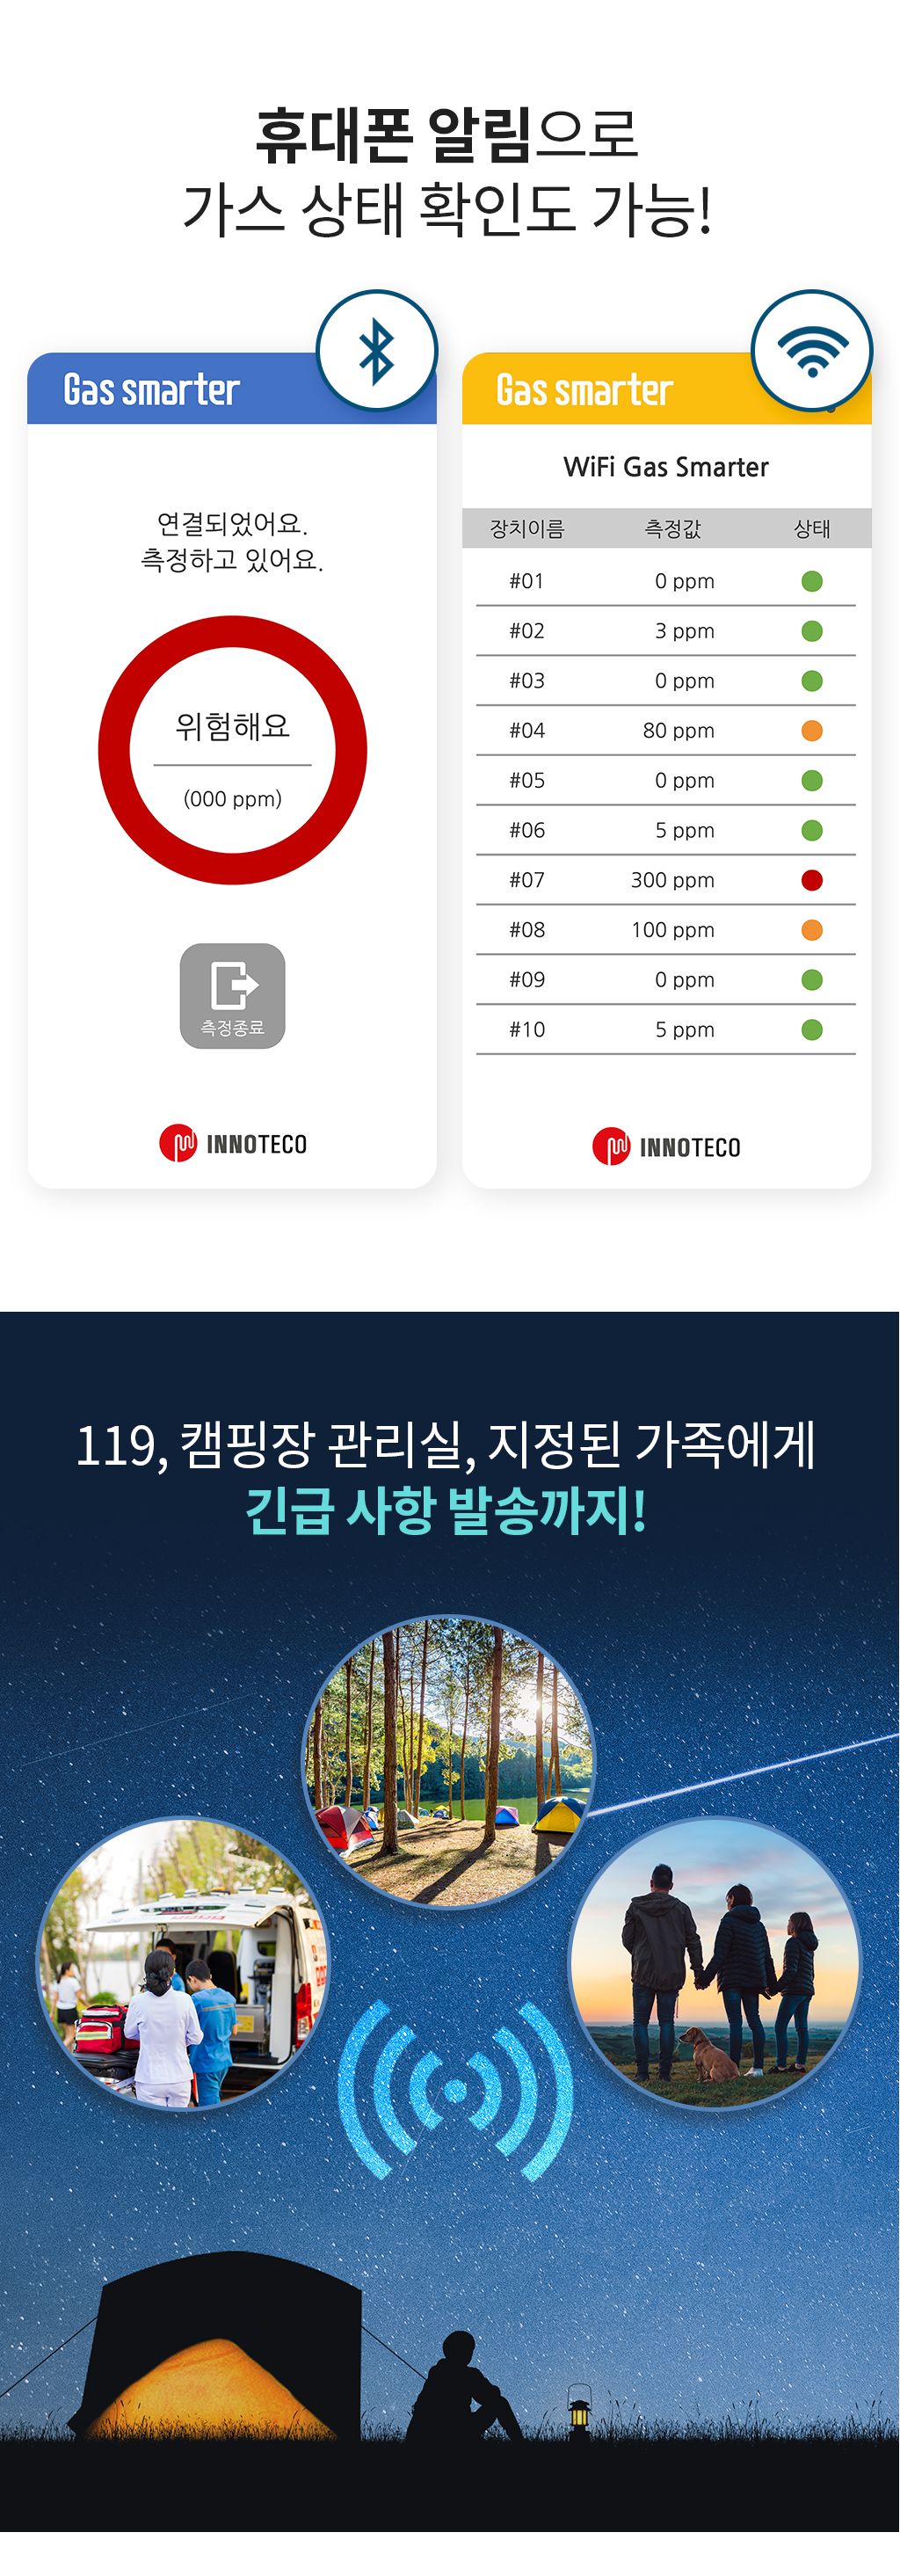 휴대폰 알림으로
가스 상태 확인도 가능!
Gas smarter
연결되었어요.
측정하고 있어요.
위험해요
(000 ppm)
측정종료
INNOTECO
Gas smarter
WiFi Gas Smarter
장치이름 측정값 상태
#01 0 ppm
#02 3 ppm
#03 0 ppm
#04 80 ppm
#05 0 ppm
#06 5 ppm
#07 300 ppm
#08 100 ppm
#09 0 ppm
#10 5 ppm
INNOTECO
119, 캠핑장 관리실, 지정된 가족에게
긴급 사항 발송까지!